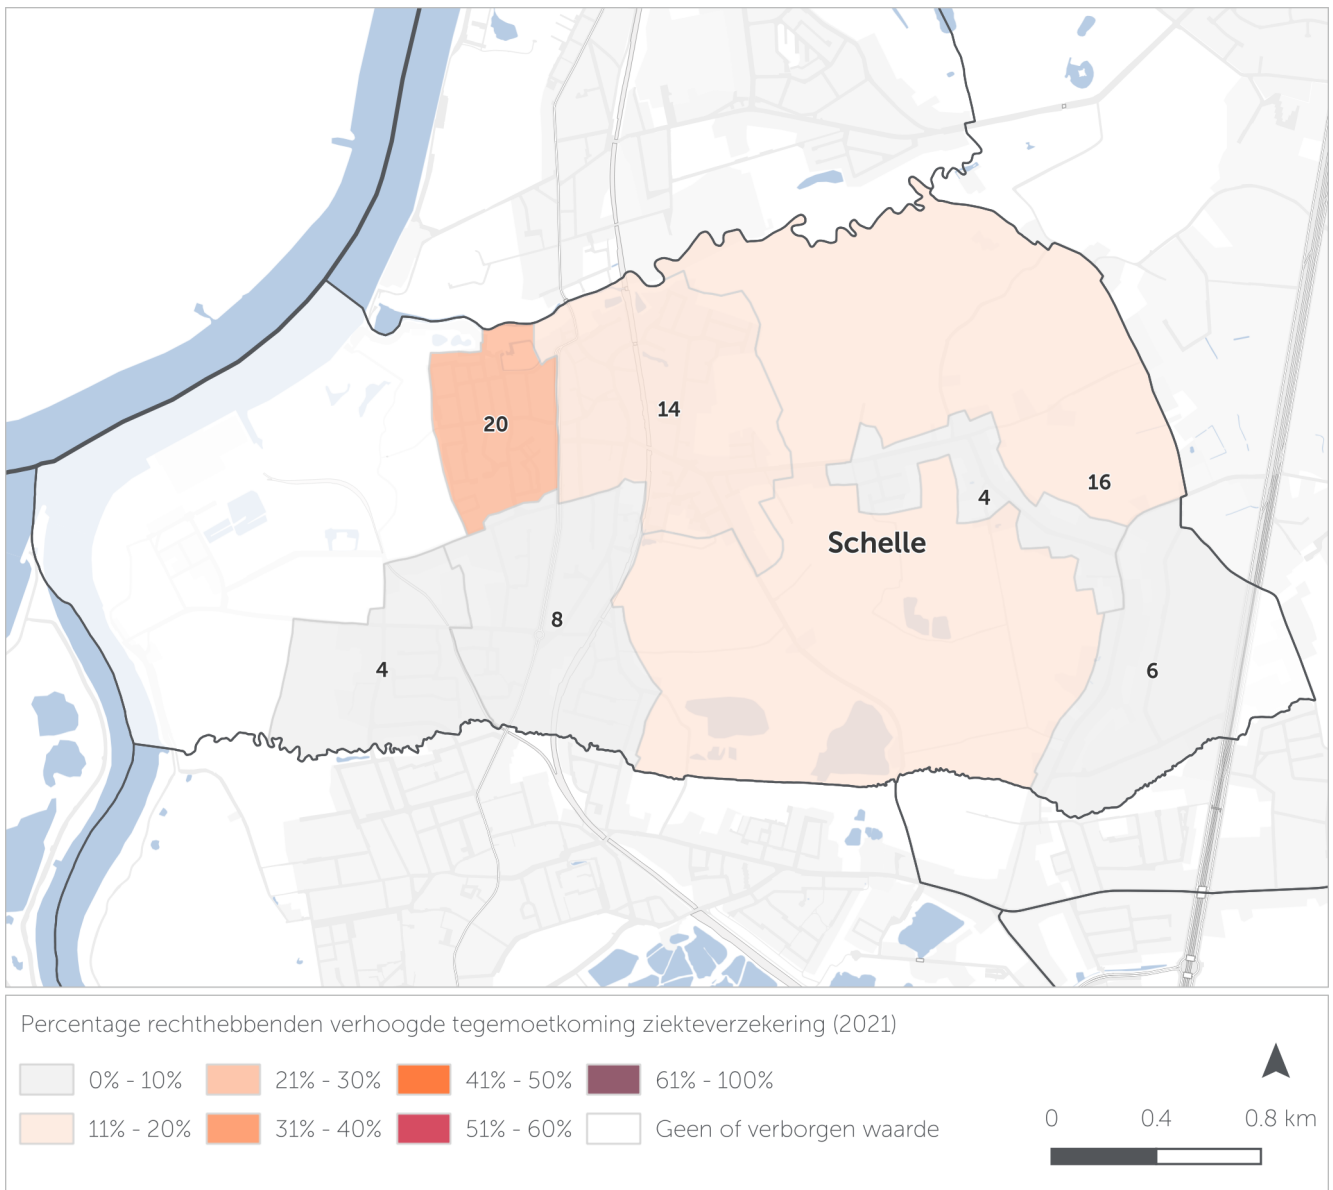 20
14
16
4
Schelle
8
4
6
Percentage rechthebbenden verhoogde tegemoetkoming ziekteverzekering (2021)
0% - 10%
21% - 30%
41% - 50%
61% - 100%
11% - 20%
31% - 40%
51% - 60%
Geen of verborgen waarde
0 0.4 0.8 km